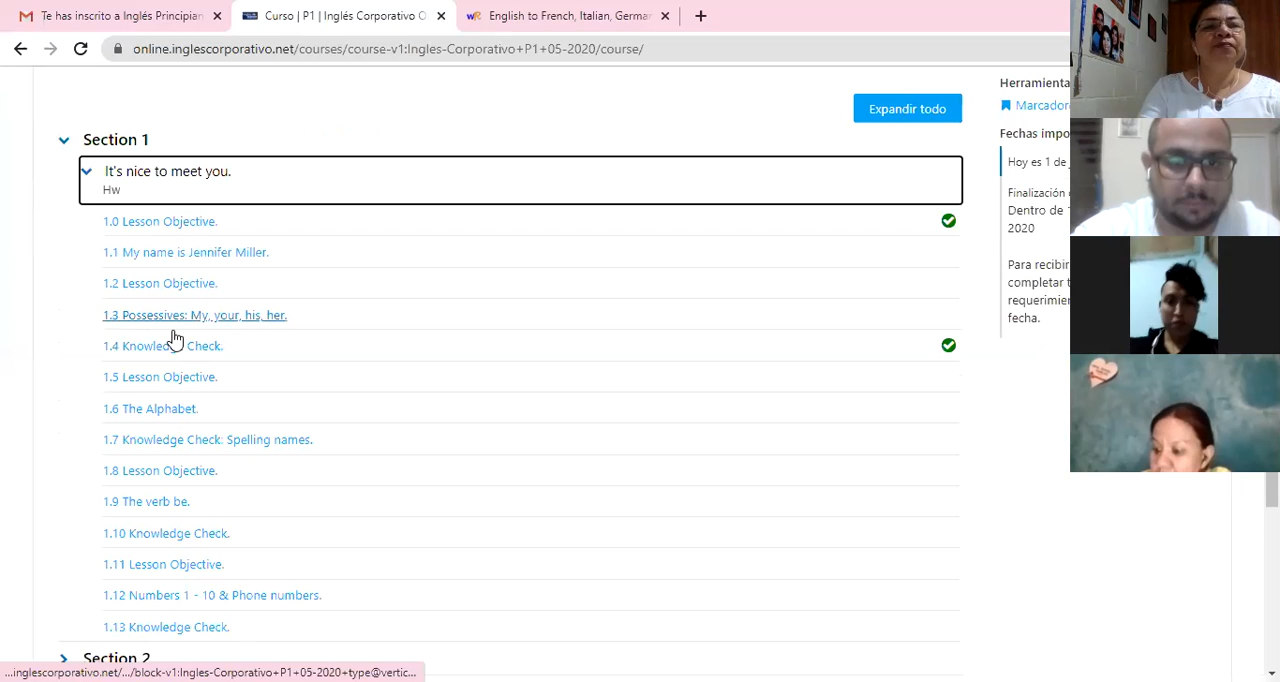 Te has inscrito a Inglés Principian
Curso | P1 | Inglés Corporativo O
English to French, Italian, Germa
online.inglescorporativo.net/courses/course-v1:Ingles-Corporativo+P1+05-2020/course/
Expandir todo
Section 1
It's nice to meet you.
Hw
1.0 Lesson Objective.
1.1 My name is Jennifer Miller.
1.2 Lesson Objective.
1.3 Possessives: My, your, his, her.
1.4 Knowledge Check.
1.5 Lesson Objective.
1.6 The Alphabet.
1.7 Knowledge Check: Spelling names.
1.8 Lesson Objective.
1.9 The verb be.
1.10 Knowledge Check.
1.11 Lesson Objective.
1.12 Numbers 1 - 10 & Phone numbers.
1.13 Knowledge Check.
Section 2
Herramienta
Marcador
Fechas impo
Hoy es 1 de
Finalización
Dentro de
2020
Para recibir
completar
requerimien
fecha.
...inglescorporativo.net/.../block-v1:Ingles-Corporativo+P1+05-2020+type@vertic...